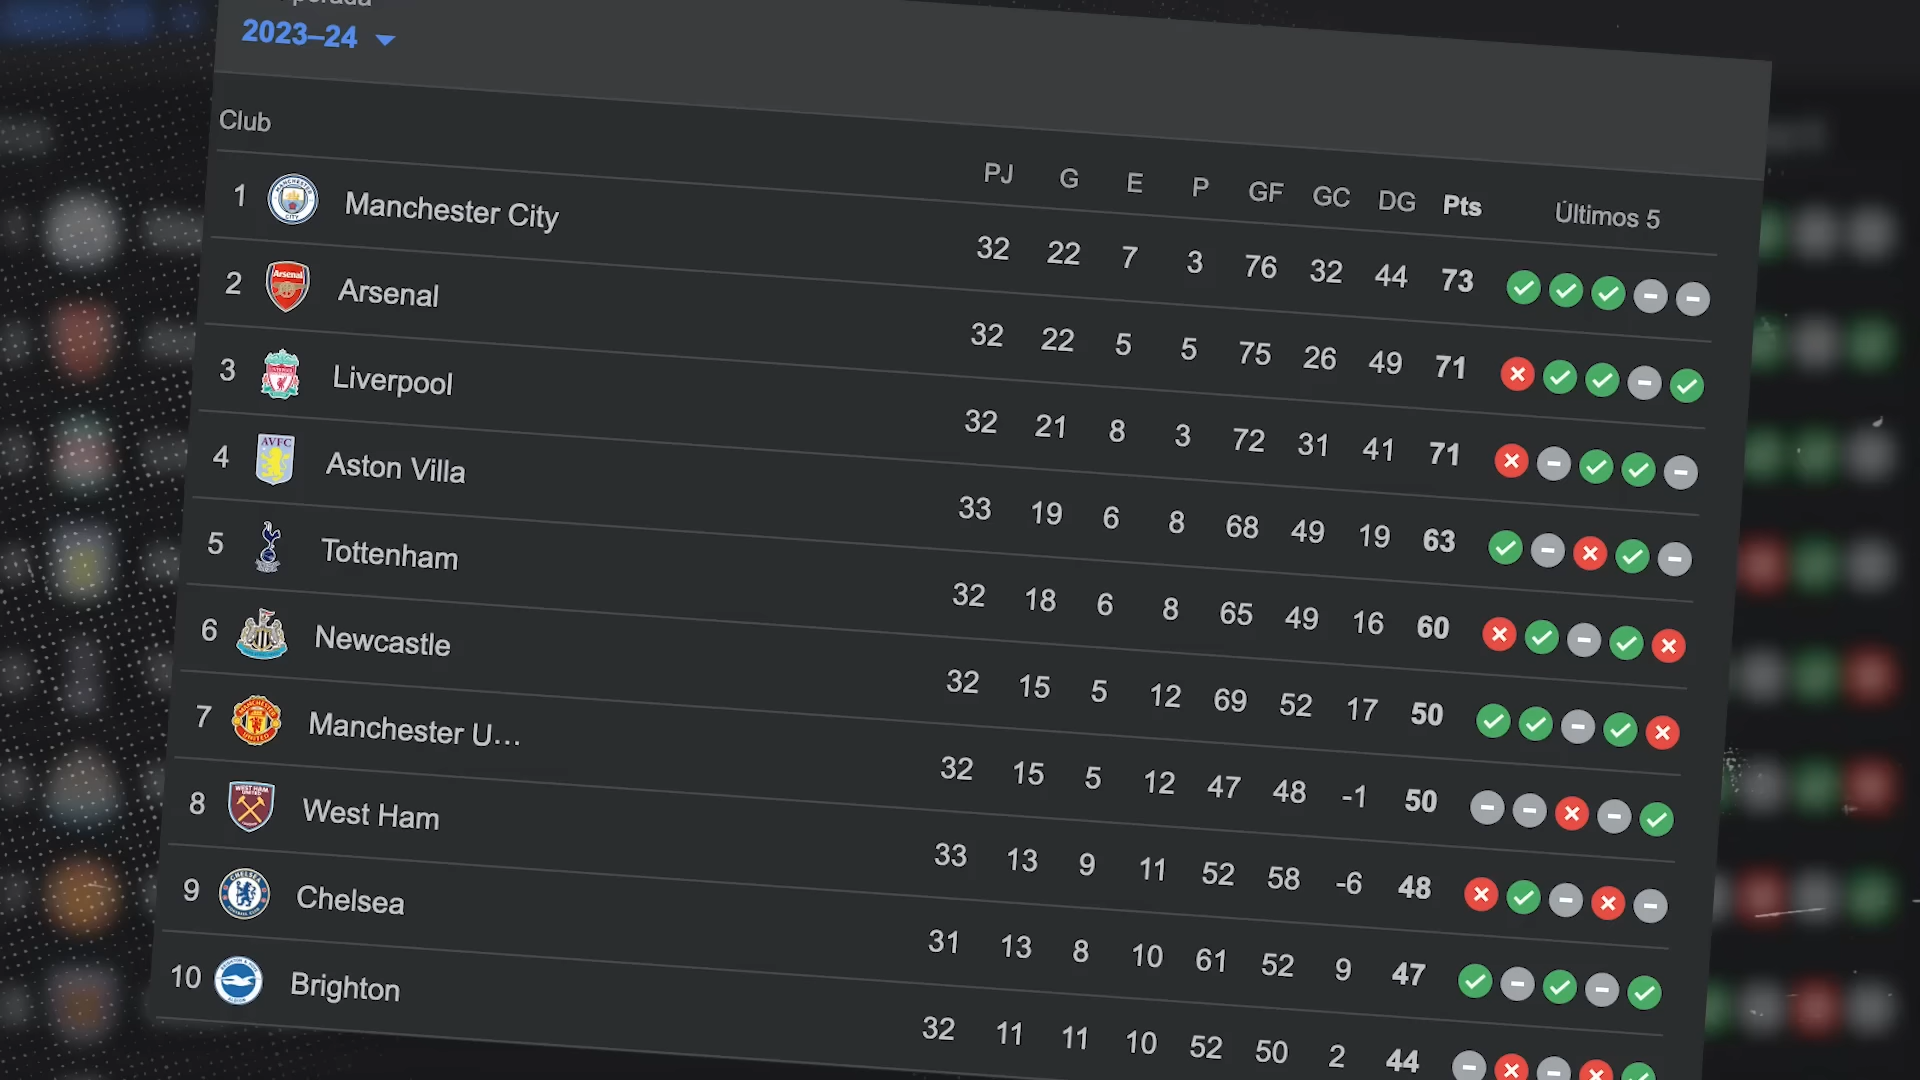 2023–24
Club PJ G E P GF GC DG Pts Últimos 5
1 Manchester City 32 22 7 3 76 32 44 73
2 Arsenal 32 22 5 5 75 26 49 71
3 Liverpool 32 21 8 3 72 31 41 71
4 Aston Villa 33 19 6 8 68 49 19 63
5 Tottenham 32 18 6 8 65 49 16 60
6 Newcastle 32 15 5 12 69 52 17 50
7 Manchester U... 32 15 5 12 47 48 -1 50
8 West Ham 33 13 9 11 52 58 -6 48
9 Chelsea 31 13 8 10 61 52 9 47
10 Brighton 32 11 11 10 52 50 2 44